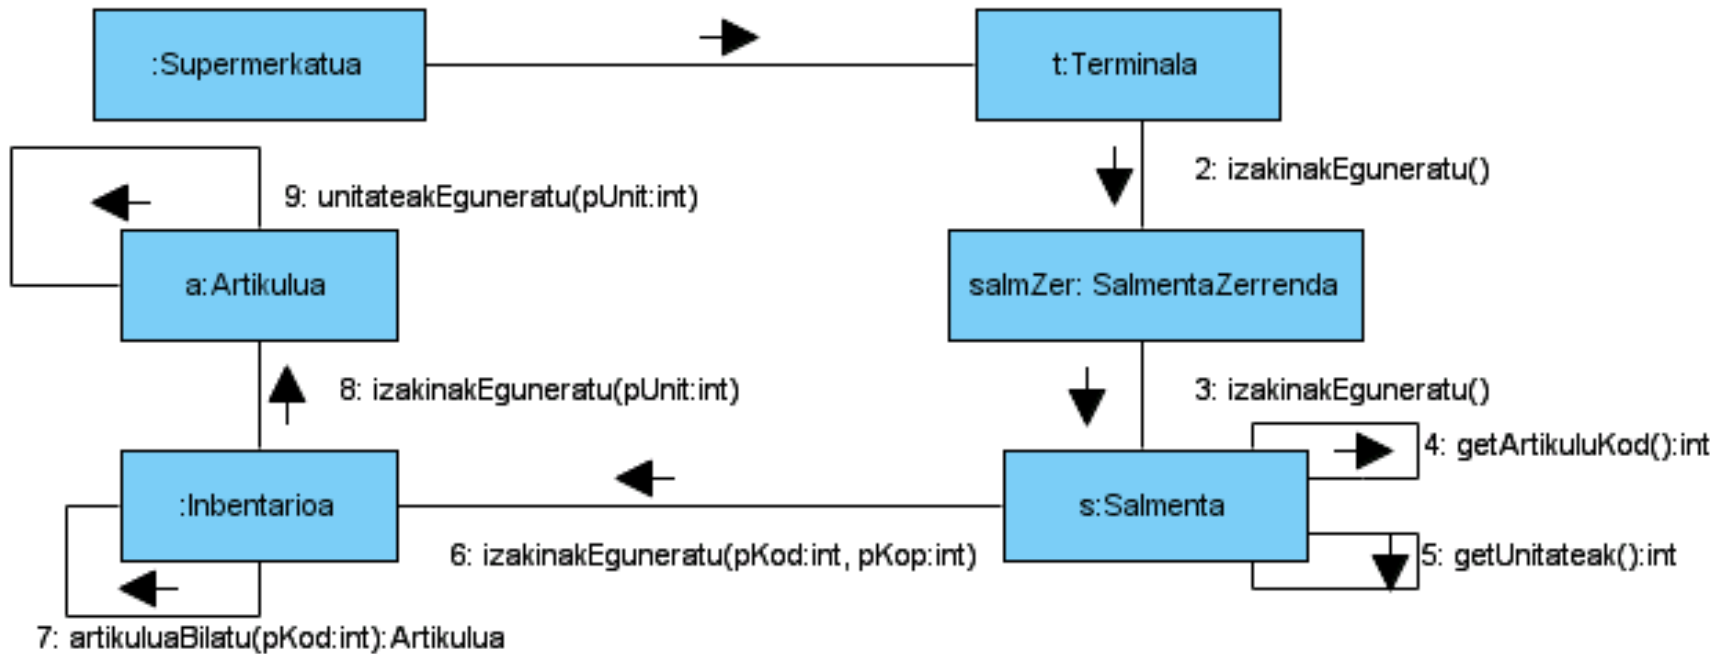 :Supermerkatua
t:Terminala
2: izakinakEguneratu()
9: unitateakEguneratu(pUnit:int)
a:Artikulua
salmZer: SalmentaZerrenda
8: izakinakEguneratu(pUnit:int)
3: izakinakEguneratu()
4: getArtikuluKod():int
:Inbentarioa
s:Salmenta
6: izakinakEguneratu(pKod:int, pKop:int)
5: getUnitateak():int
7: artikuluaBilatu(pKod:int):Artikulua